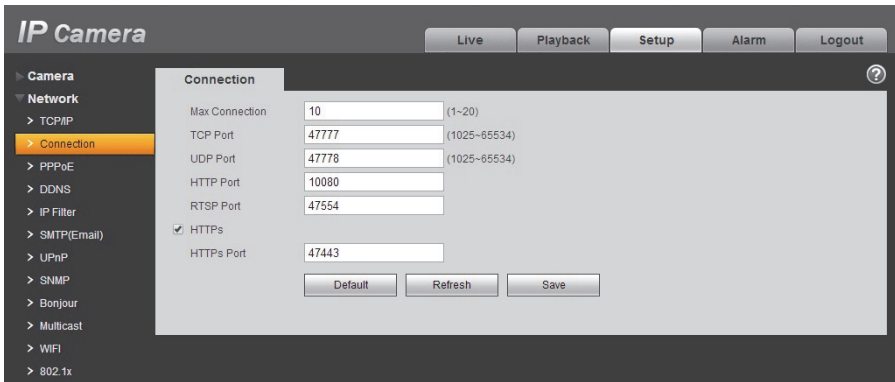 IP Camera
Live Playback Setup Alarm Logout
Camera
Network
> TCP/IP
> Connection
> PPPoE
> DDNS
> IP Filter
> SMTP(Email)
> UPnP
> SNMP
> Bonjour
> Multicast
> WIFI
> 802.1x
Connection
?
Max Connection 10 (1~20)
TCP Port 47777 (1025~65534)
UDP Port 47778 (1025~65534)
HTTP Port 10080
RTSP Port 47554
HTTPs
HTTPs Port 47443
Default Refresh Save